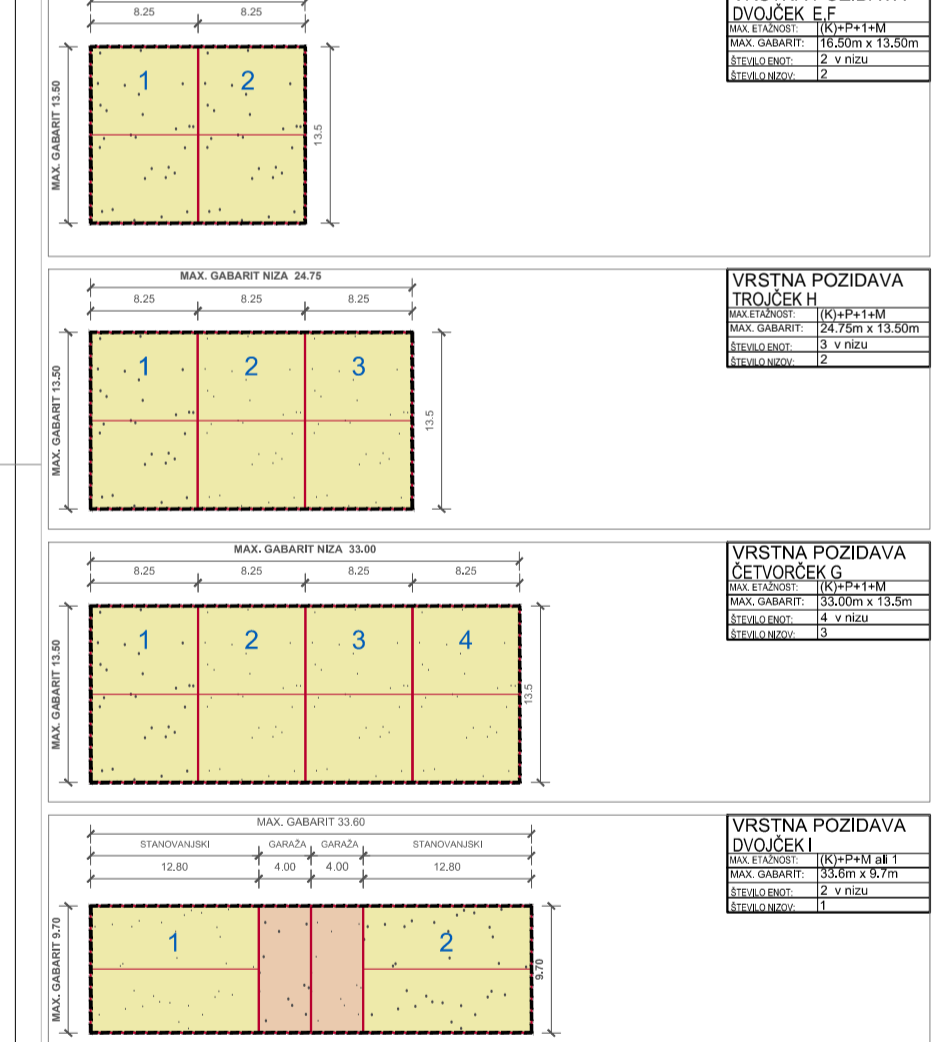 8.25 8.25
MAX. GABARIT 13.50
1 2
13.5
DVOJČEK E,F
MAX. ETAŽNOST: (K)+P+1+M
MAX. GABARIT: 16.50m x 13.50m
ŠTEVILO ENOT: 2 v nizu
ŠTEVILO NIZOV: 2
MAX. GABARIT NIZA 24.75
8.25 8.25 8.25
MAX. GABARIT 13.50
1 2 3
13.5
VRSTNA POZIDAVA
TROJČEK H
MAX.ETAŽNOST: (K)+P+1+M
MAX. GABARIT: 24.75m x 13.50m
ŠTEVILO ENOT: 3 v nizu
ŠTEVILO NIZOV: 2
MAX. GABARIT NIZA 33.00
8.25 8.25 8.25 8.25
MAX. GABARIT 13.50
1 2 3 4
13.5
VRSTNA POZIDAVA
ČETVORČEK G
MAX. ETAŽNOST: (K)+P+1+M
MAX. GABARIT: 33.00m x 13.5m
ŠTEVILO ENOT: 4 v nizu
ŠTEVILO NIZOV: 3
MAX. GABARIT 33.60
STANOVANJSKI GARAŽA GARAŽA STANOVANJSKI
12.80 4.00 4.00 12.80
MAX. GABARIT 9.70
1 2
9.70
VRSTNA POZIDAVA
DVOJČEK I
MAX. ETAŽNOST: (K)+P+M ali 1
MAX. GABARIT: 33.6m x 9.7m
ŠTEVILO ENOT: 2 v nizu
ŠTEVILO NIZOV: 1